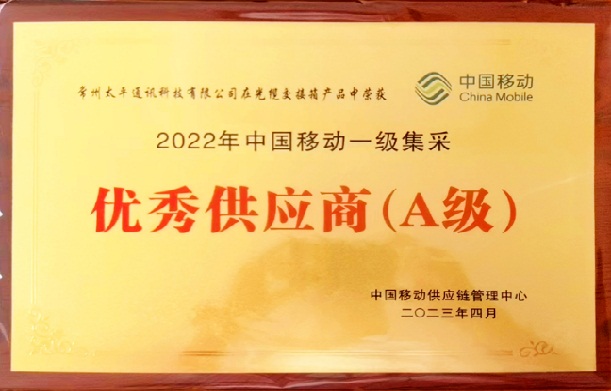 常州太平通讯科技有限公司在光缆交接箱产品中荣获
中国移动
China Mobile
2022年中国移动一级集采
优秀供应商(A级)
中国移动供应链管理中心
二〇二三年四月